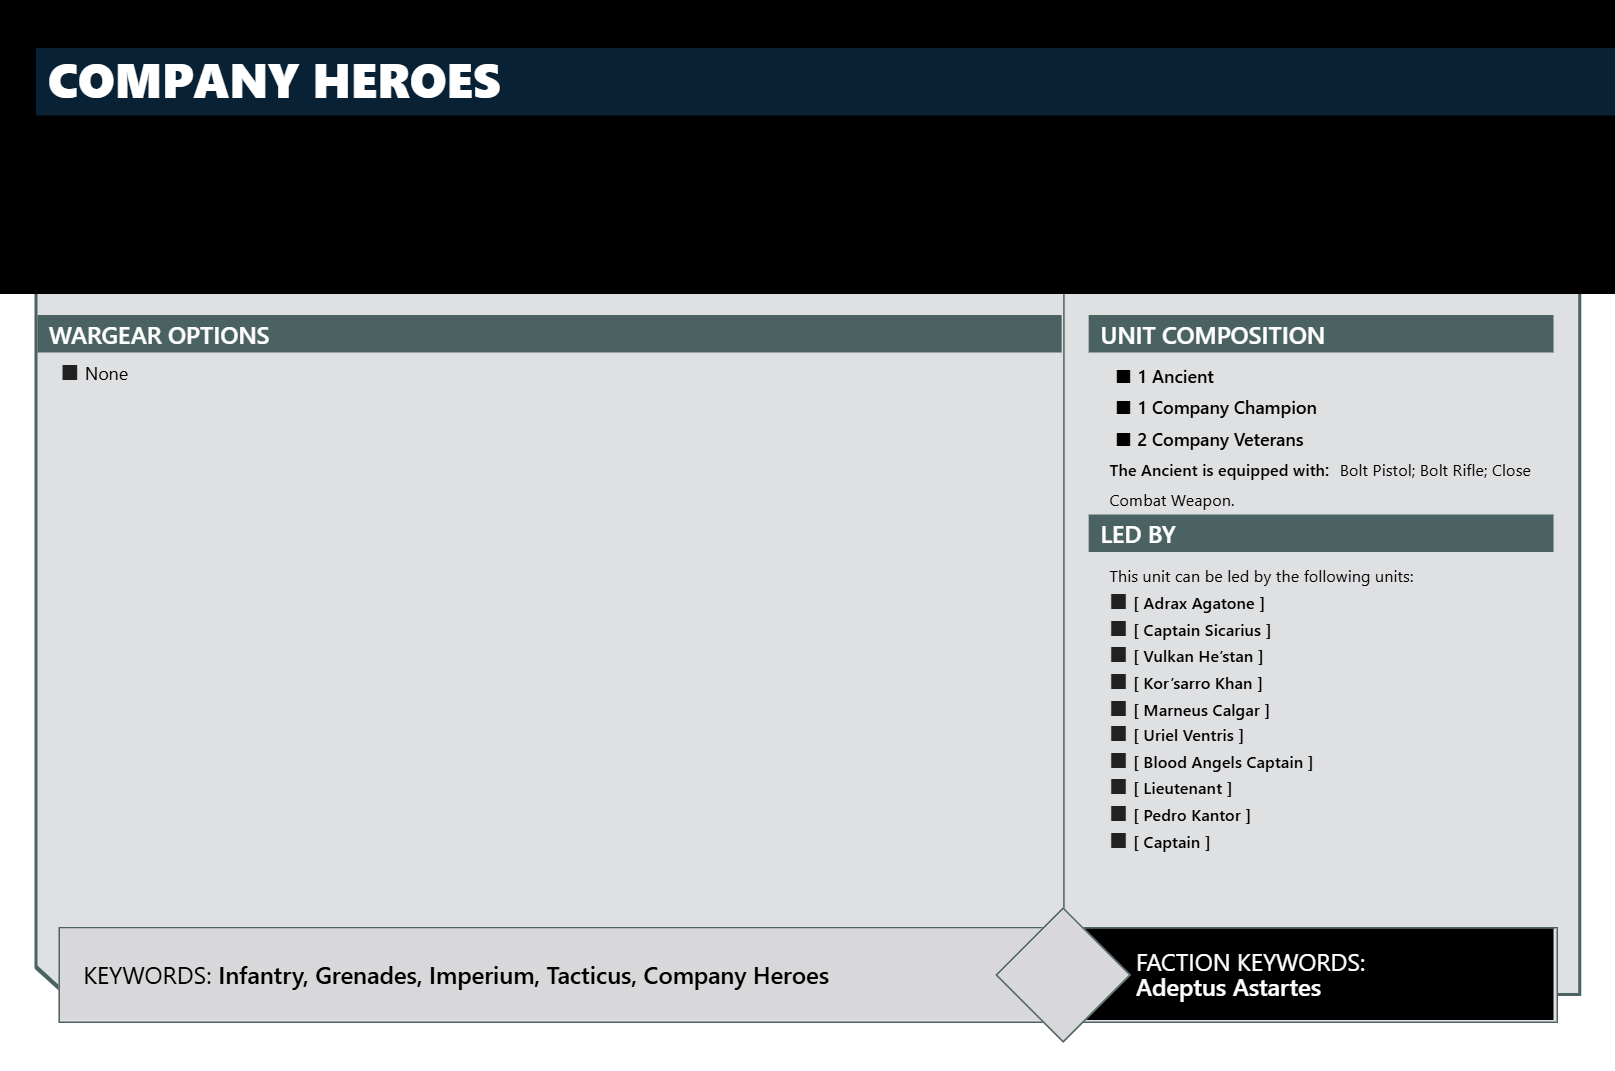 COMPANY HEROES
WARGEAR OPTIONS
■ None
UNIT COMPOSITION
■ 1 Ancient
■ 1 Company Champion
■ 2 Company Veterans
The Ancient is equipped with: Bolt Pistol; Bolt Rifle; Close
Combat Weapon.
LED BY
This unit can be led by the following units:
■ [ Adrax Agatone ]
■ [ Captain Sicarius ]
■ [ Vulkan He’stan ]
■ [ Kor’sarro Khan ]
■ [ Marneus Calgar ]
■ [ Uriel Ventris ]
■ [ Blood Angels Captain ]
■ [ Lieutenant ]
■ [ Pedro Kantor ]
■ [ Captain ]
KEYWORDS: Infantry, Grenades, Imperium, Tacticus, Company Heroes
FACTION KEYWORDS:
Adeptus Astartes